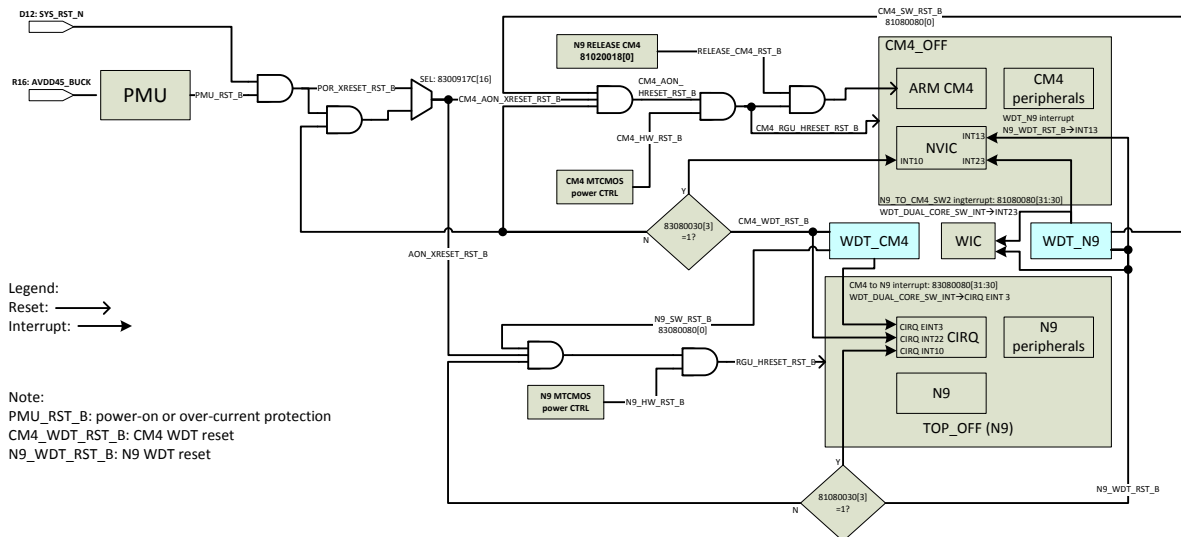 D12: SYS_RST_N
R16: AVDD45_BUCK
PMU
PMU_RST_B
POR_XRESET_RST_B
SEL: 8300917C[16]
CM4_AON_XRESET_RST_B
CM4_SW_RST_B
81080080[0]
N9 RELEASE CM4
81020018[0]
RELEASE_CM4_RST_B
CM4_AON_
HRESET_RST_B
CM4_HW_RST_B
CM4_RGU_HRESET_RST_B
CM4 MTCMOS
power CTRL
CM4_OFF
ARM CM4
CM4
peripherals
WDT_N9 interrupt
N9_WDT_RST_B→INT13
NVIC
INT13
INT10
INT23
N9_TO_CM4_SW2 ingterrupt: 81080080[31:30]
WDT_DUAL_CORE_SW_INT→INT23
Y
83080030[3]
=1?
N
CM4_WDT_RST_B
WDT_CM4
WIC
WDT_N9
AON_XRESET_RST_B
CM4 to N9 interrupt: 83080080[31:30]
WDT_DUAL_CORE_SW_INT→CIRQ EINT 3
CIRQ EINT3
CIRQ INT22
CIRQ INT10
CIRQ
N9
peripherals
N9
TOP_OFF (N9)
N9_SW_RST_B
83080080[0]
RGU_HRESET_RST_B
N9 MTCMOS
power CTRL
N9_HW_RST_B
Y
81080030[3]
=1?
N
N9_WDT_RST_B
Legend:
Reset:
Interrupt:
Note:
PMU_RST_B: power-on or over-current protection
CM4_WDT_RST_B: CM4 WDT reset
N9_WDT_RST_B: N9 WDT reset